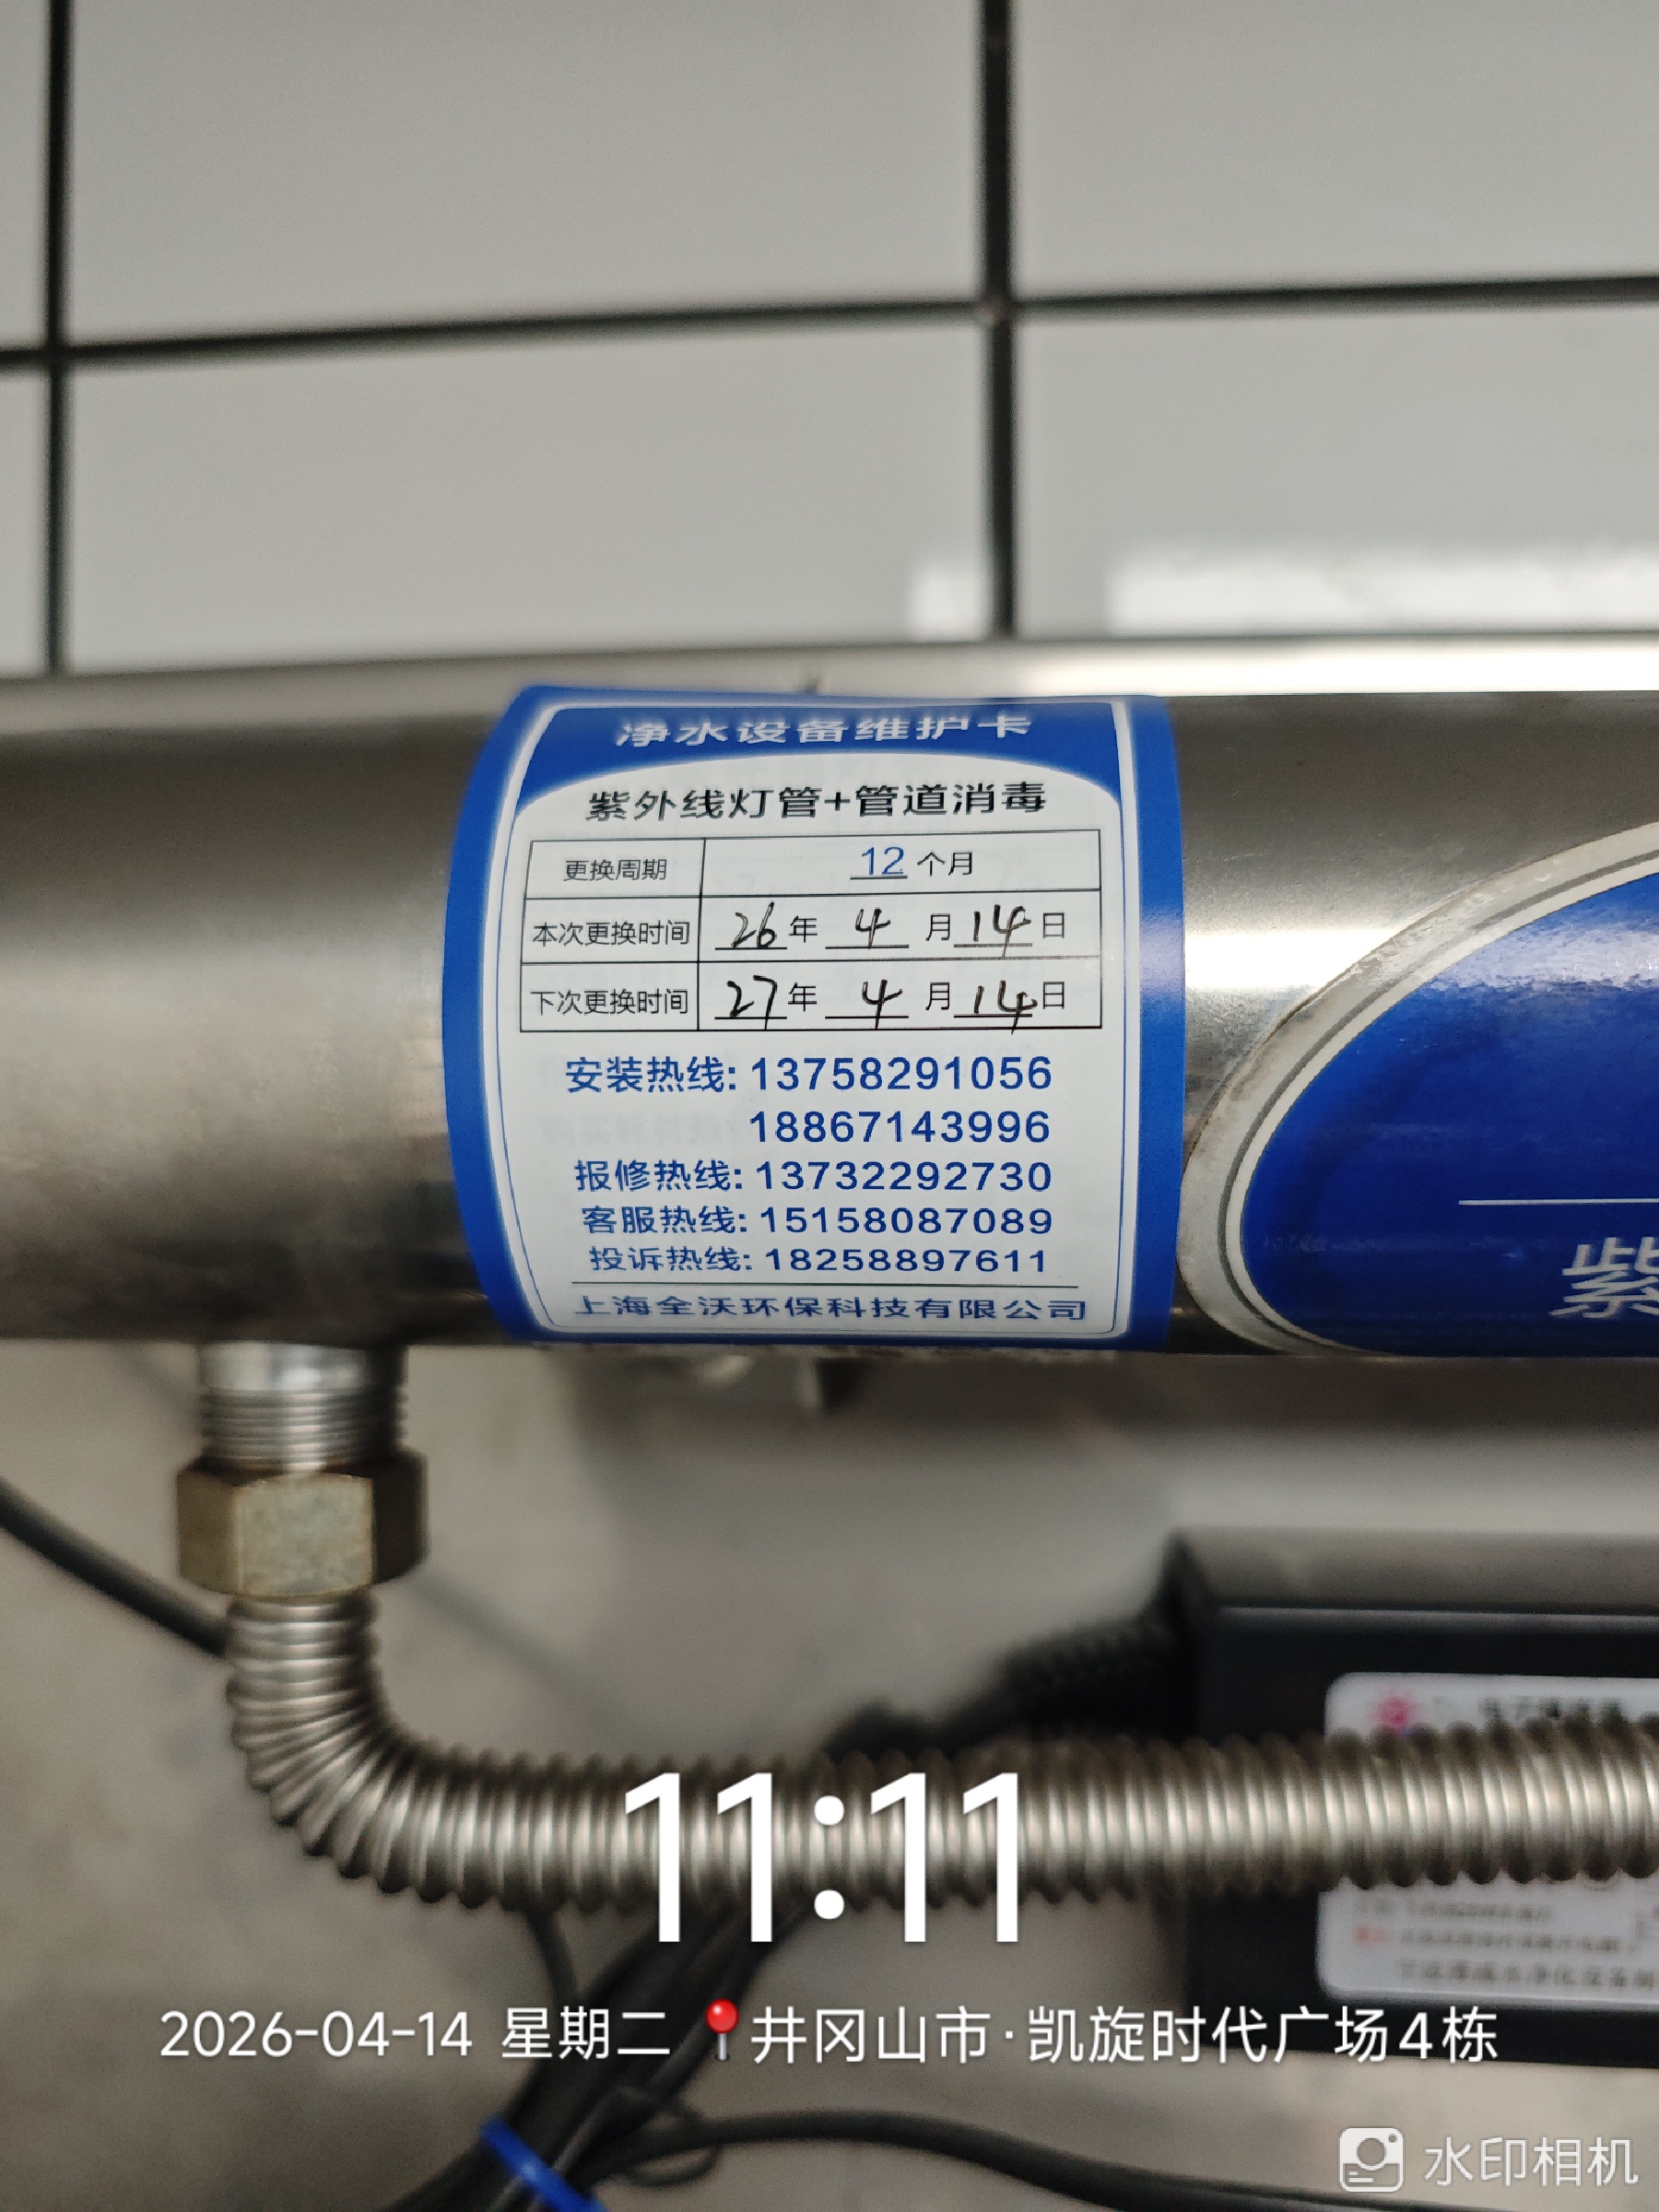 净水设备维护卡
紫外线灯管+管道消毒
更换周期 12 个月
本次更换时间 26 年 4 月 14 日
下次更换时间 27 年 4 月 14 日
安装热线: 13758291056
18867143996
报修热线: 13732292730
客服热线: 15158087089
投诉热线: 18258897611
上海全沃环保科技有限公司
紫
11:11
2026-04-14 星期二 井冈山市·凯旋时代广场4栋
水印相机